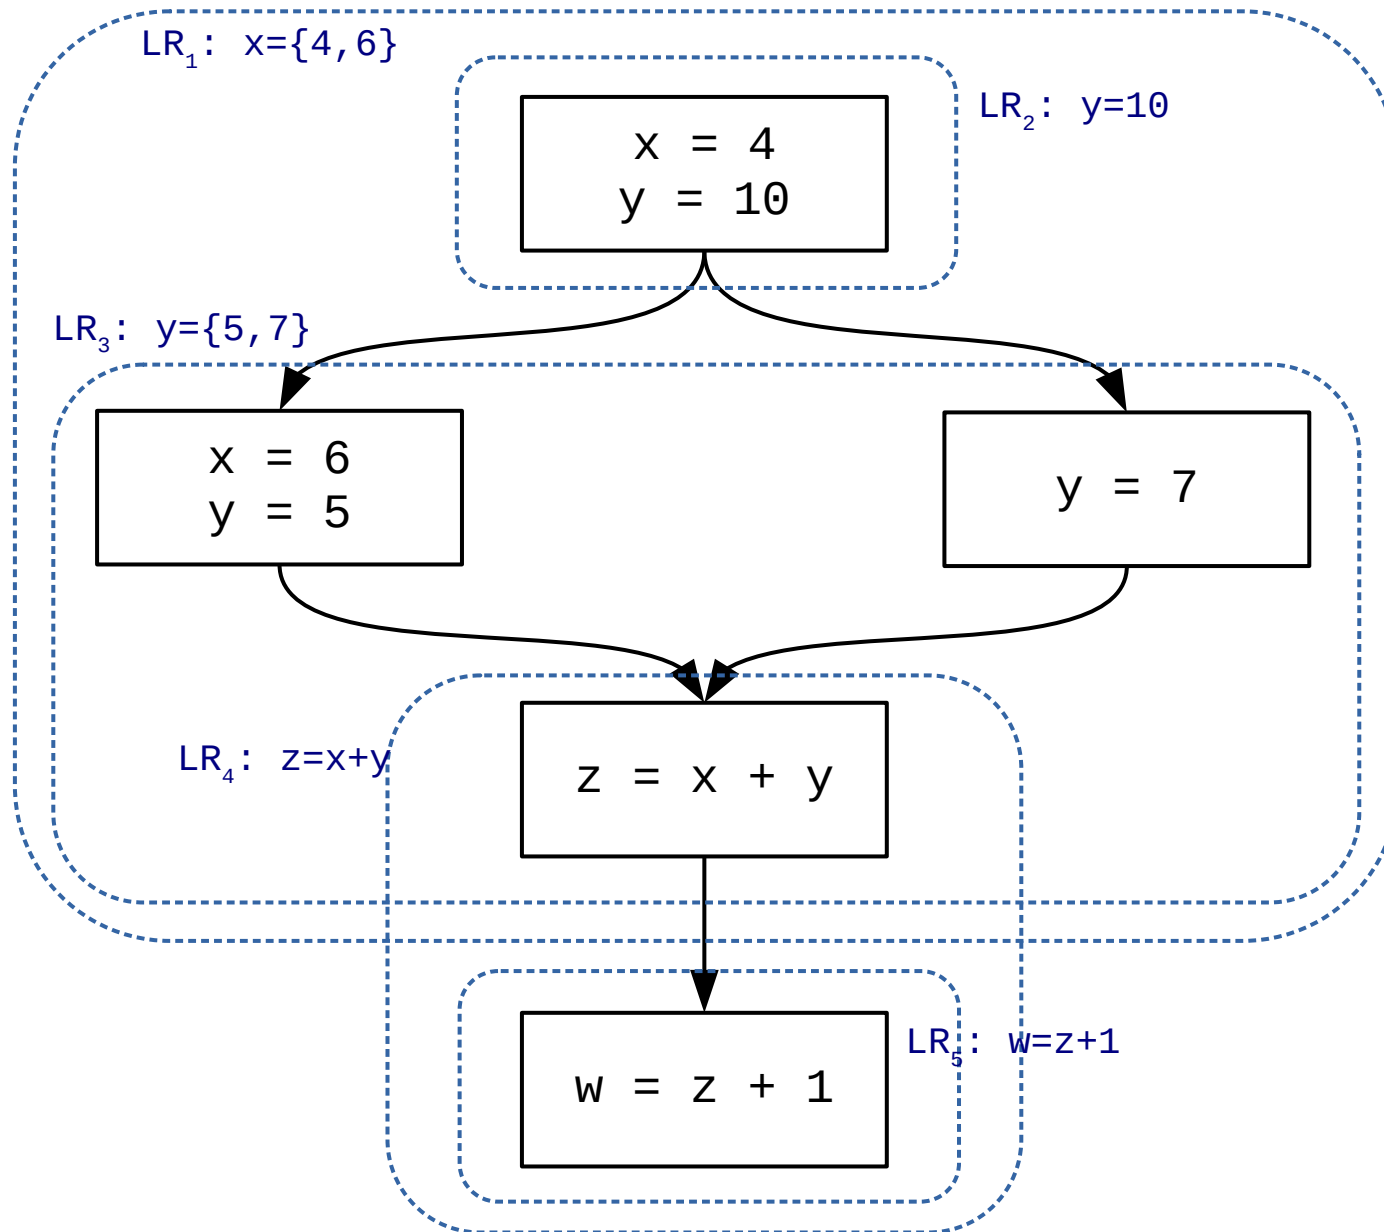 LR₁: x={4,6}
LR₂: y=10
x = 4
y = 10
LR₃: y={5,7}
x = 6
y = 5
y = 7
LR₄: z=x+y
z = x + y
LR₅: w=z+1
w = z + 1